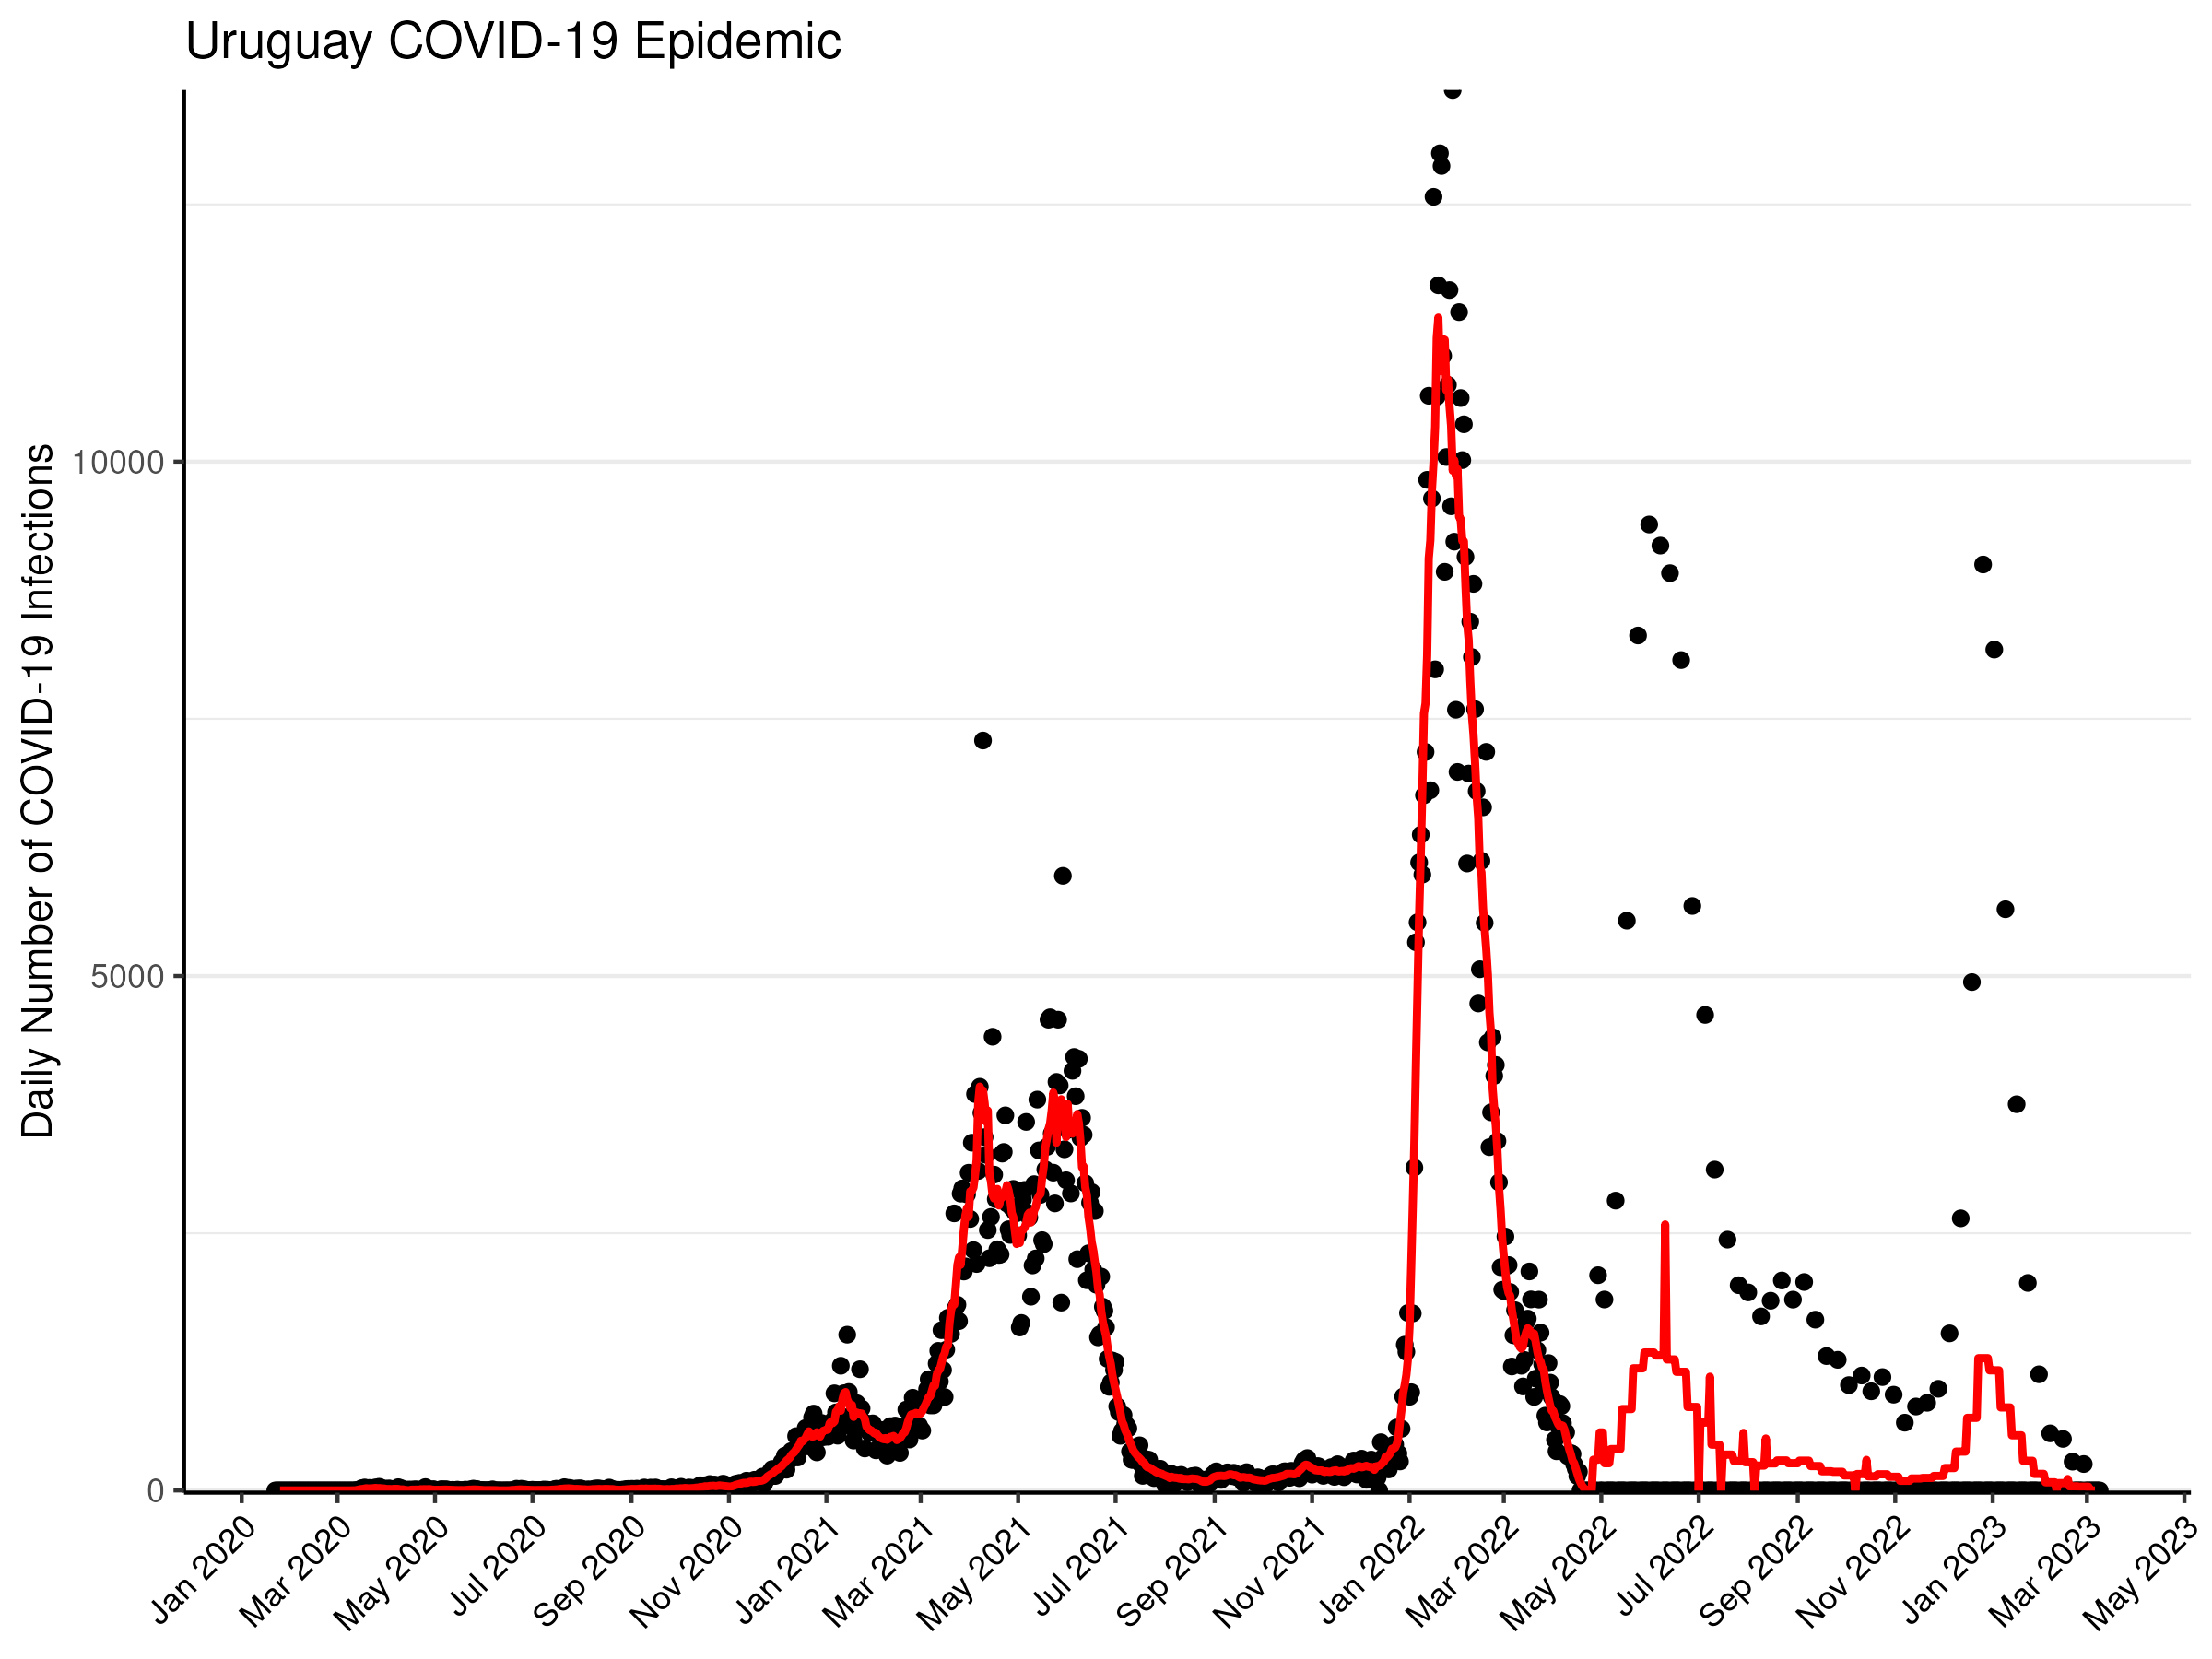 Uruguay COVID-19 Epidemic
Daily Number of COVID-19 Infections
10000
5000
0
Jan 2020
Mar 2020
May 2020
Jul 2020
Sep 2020
Nov 2020
Jan 2021
Mar 2021
May 2021
Jul 2021
Sep 2021
Nov 2021
Jan 2022
Mar 2022
May 2022
Jul 2022
Sep 2022
Nov 2022
Jan 2023
Mar 2023
May 2023